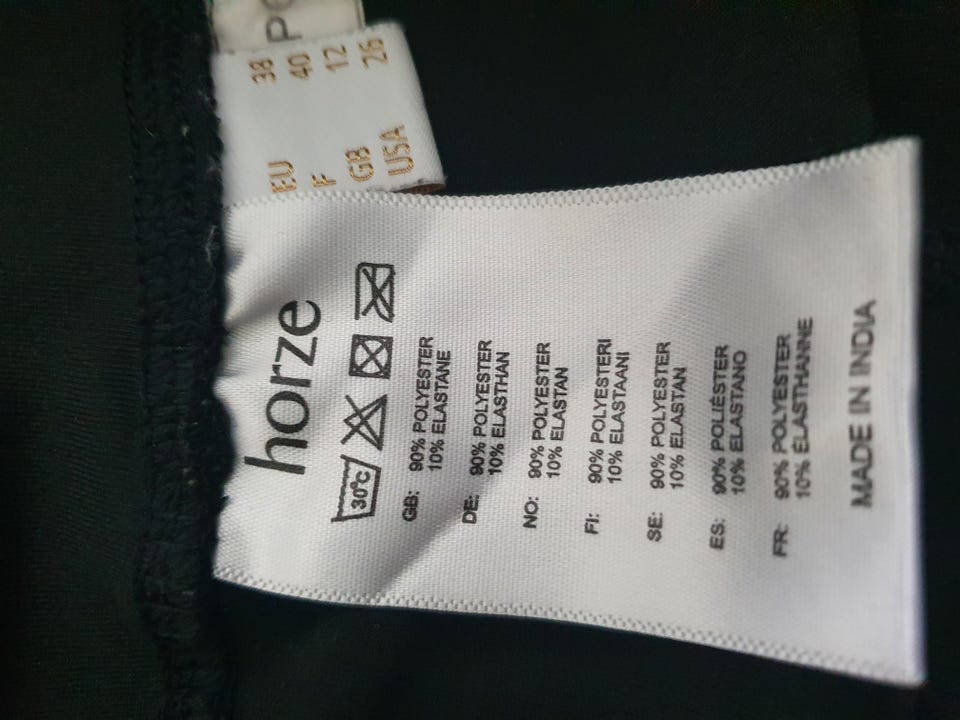 EU 38
F 40
GB 12
USA 26
horze
30°C
GB: 90% POLYESTER
10% ELASTANE
DE: 90% POLYESTER
10% ELASTHAN
NO: 90% POLYESTER
10% ELASTAN
FI: 90% POLYESTERI
10% ELASTAANI
SE: 90% POLYESTER
10% ELASTAN
ES: 90% POLIÉSTER
10% ELASTANO
FR: 90% POLYESTER
10% ÉLASTHANNE
MADE IN INDIA